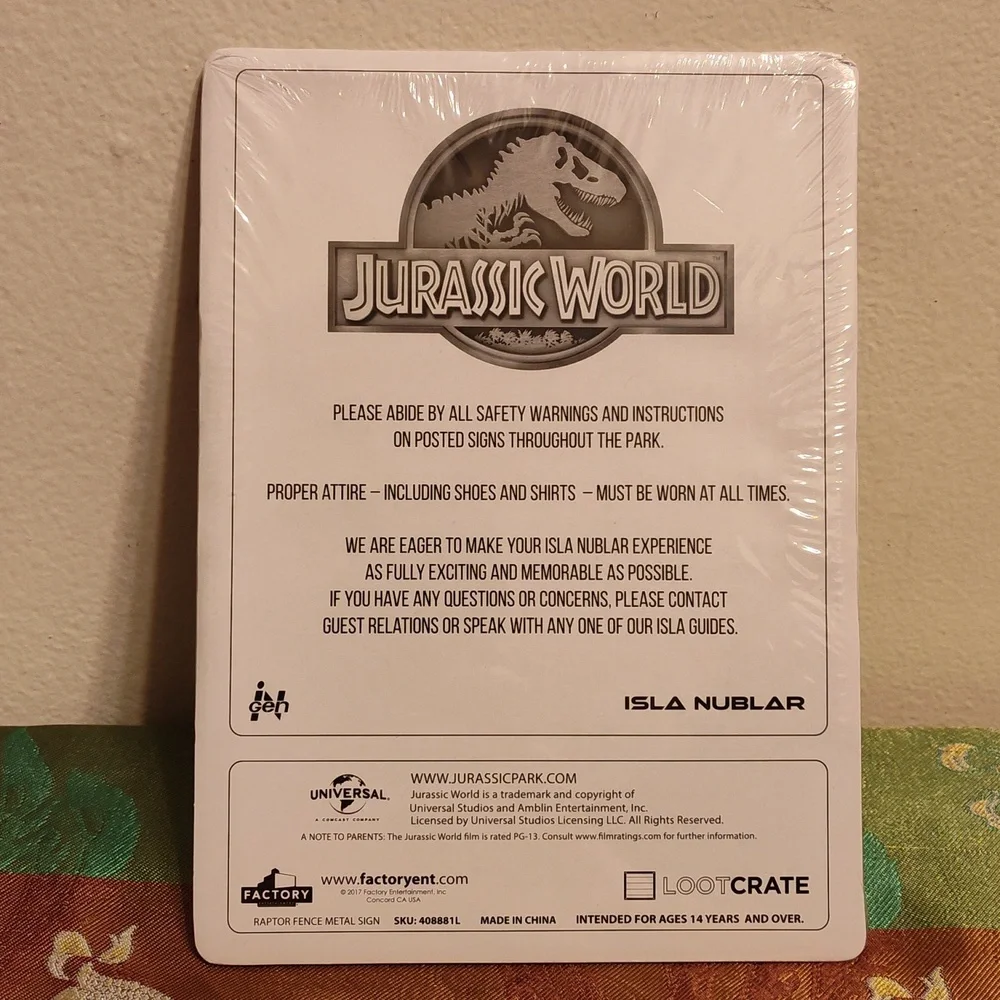 JURASSIC WORLD™
PLEASE ABIDE BY ALL SAFETY WARNINGS AND INSTRUCTIONS
ON POSTED SIGNS THROUGHOUT THE PARK.
PROPER ATTIRE – INCLUDING SHOES AND SHIRTS – MUST BE WORN AT ALL TIMES.
WE ARE EAGER TO MAKE YOUR ISLA NUBLAR EXPERIENCE
AS FULLY EXCITING AND MEMORABLE AS POSSIBLE.
IF YOU HAVE ANY QUESTIONS OR CONCERNS, PLEASE CONTACT
GUEST RELATIONS OR SPEAK WITH ANY ONE OF OUR ISLA GUIDES.
inGen
ISLA NUBLAR
UNIVERSAL
A COMCAST COMPANY
WWW.JURASSICPARK.COM
Jurassic World is a trademark and copyright of
Universal Studios and Amblin Entertainment, Inc.
Licensed by Universal Studios Licensing LLC. All Rights Reserved.
A NOTE TO PARENTS: The Jurassic World film is rated PG-13. Consult www.filmratings.com for further information.
FACTORY
www.factoryent.com
© 2017 Factory Entertainment, Inc
Concord CA USA
LOOTCRATE
RAPTOR FENCE METAL SIGN SKU: 408881L MADE IN CHINA INTENDED FOR AGES 14 YEARS AND OVER.